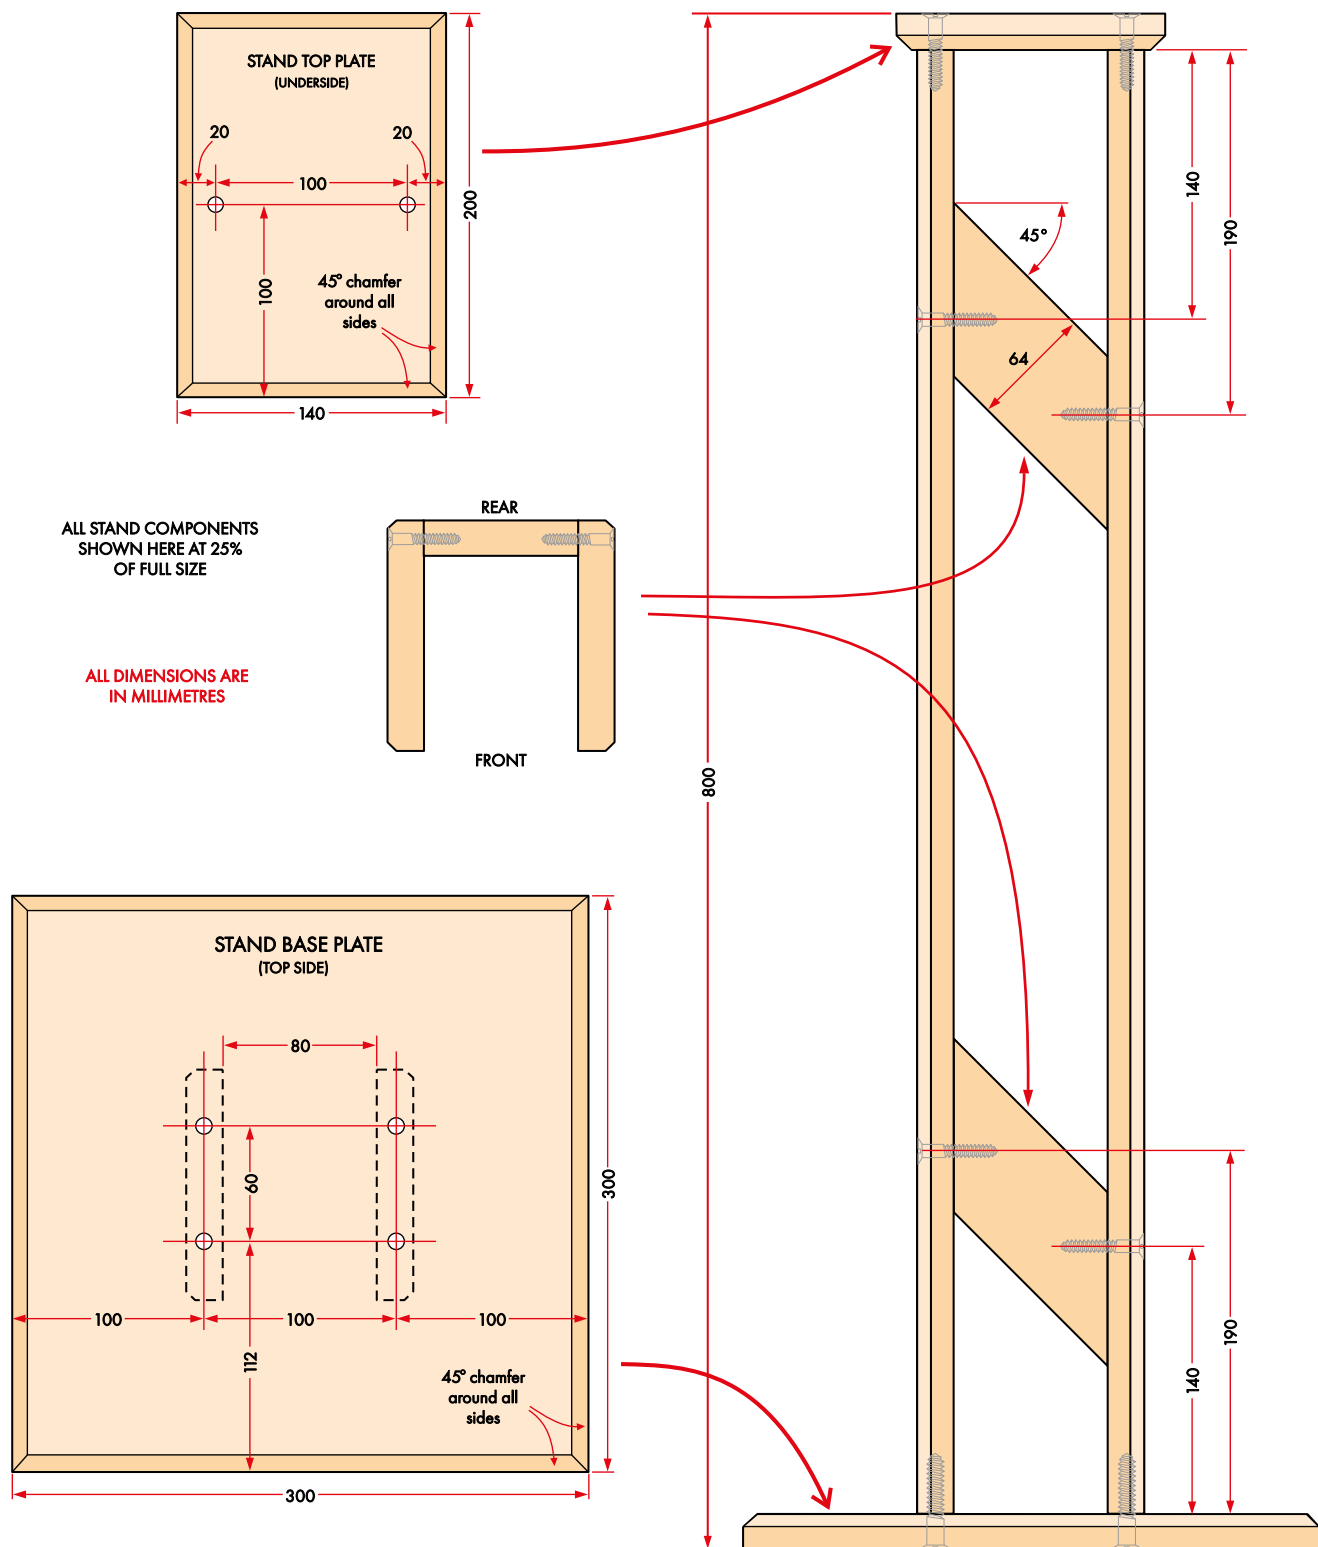 STAND TOP PLATE
(UNDERSIDE)
20
20
100
200
100
45° chamfer
around all
sides
140
140
190
45°
64
ALL STAND COMPONENTS
SHOWN HERE AT 25%
OF FULL SIZE
REAR
ALL DIMENSIONS ARE
IN MILLIMETRES
FRONT
800
STAND BASE PLATE
(TOP SIDE)
80
60
300
100
100
100
112
45° chamfer
around all
sides
300
190
140